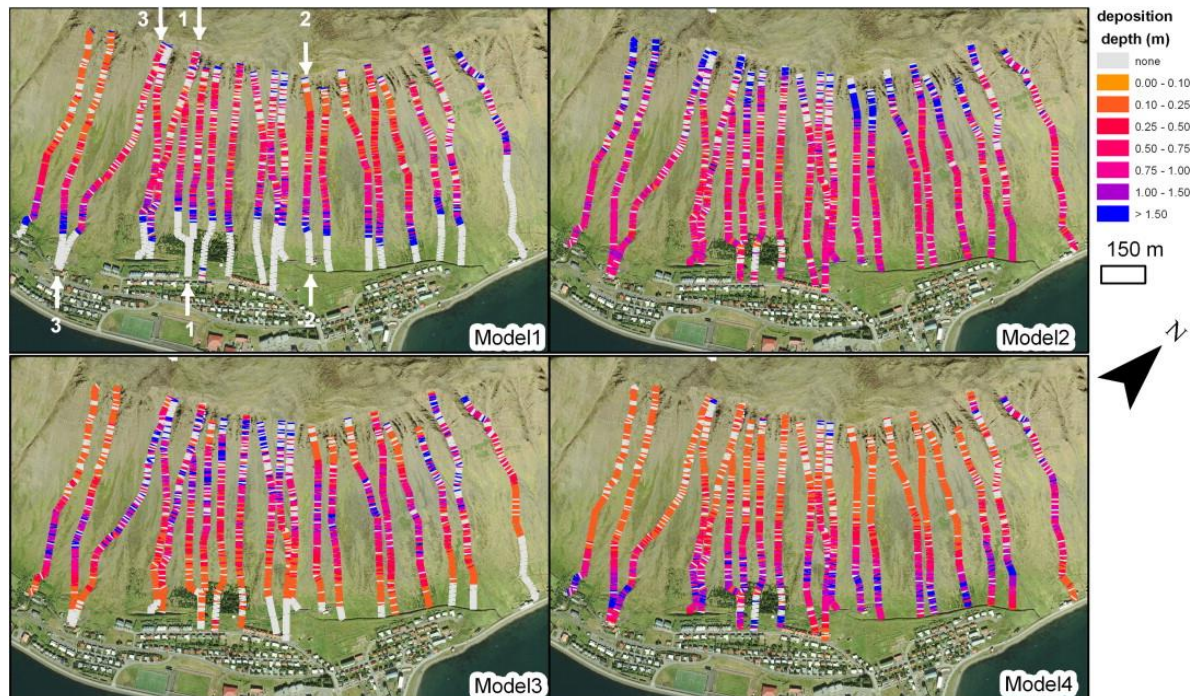 3
1
2
3
1
2
Model1
Model2
Model3
Model4
deposition
depth (m)
none
0.00 - 0.10
0.10 - 0.25
0.25 - 0.50
0.50 - 0.75
0.75 - 1.00
1.00 - 1.50
> 1.50
150 m
N